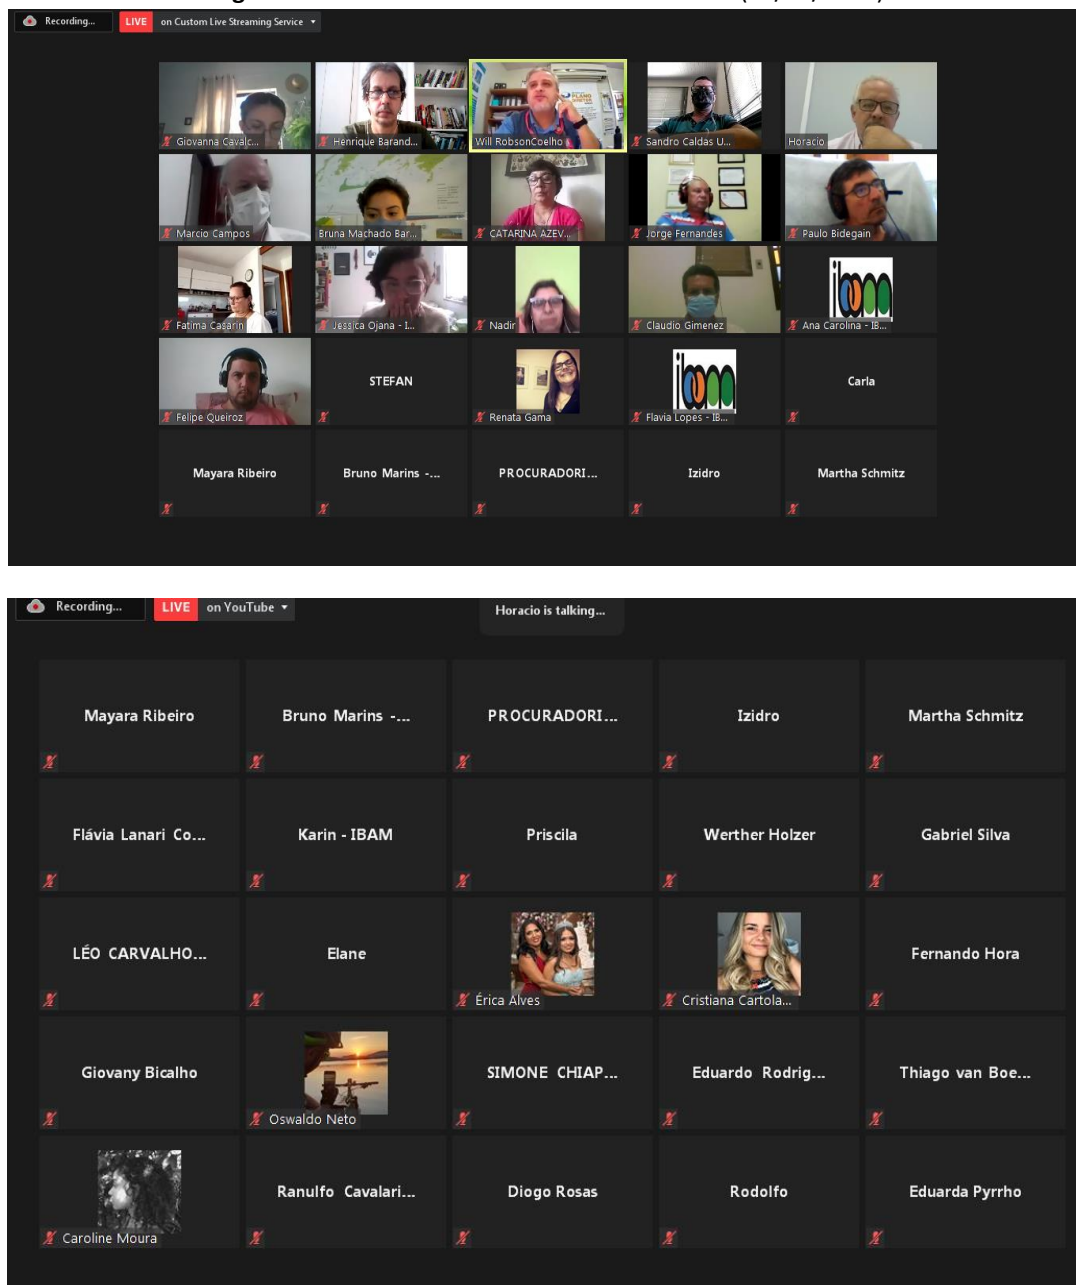 Recording... LIVE on Custom Live Streaming Service
Giovanna Cavalc... Henrique Barand... Will RobsonCoelho Sandro Caldas U... Horacio
Marcio Campos Bruna Machado Bar... CATARINA AZEV... Jorge Fernandes Paulo Bidegain
Fatima Casarin Jessica Ojana - I... Nadir Claudio Gimenez Ana Carolina - IB...
Felipe Queiroz STEFAN Renata Gama Flavia Lopes - IB... Carla
Mayara Ribeiro Bruno Marins -... PROCURADORI... Izidro Martha Schmitz
Recording... LIVE on YouTube Horacio is talking...
Mayara Ribeiro Bruno Marins -... PROCURADORI... Izidro Martha Schmitz
Flávia Lanari Co... Karin - IBAM Priscila Werther Holzer Gabriel Silva
LÉO CARVALHO... Elane Érica Alves Cristiana Cartola... Fernando Hora
Giovany Bicalho Oswaldo Neto SIMONE CHIAP... Eduardo Rodrig... Thiago van Boe...
Caroline Moura Ranulfo Cavalari... Diogo Rosas Rodolfo Eduarda Pyrrho